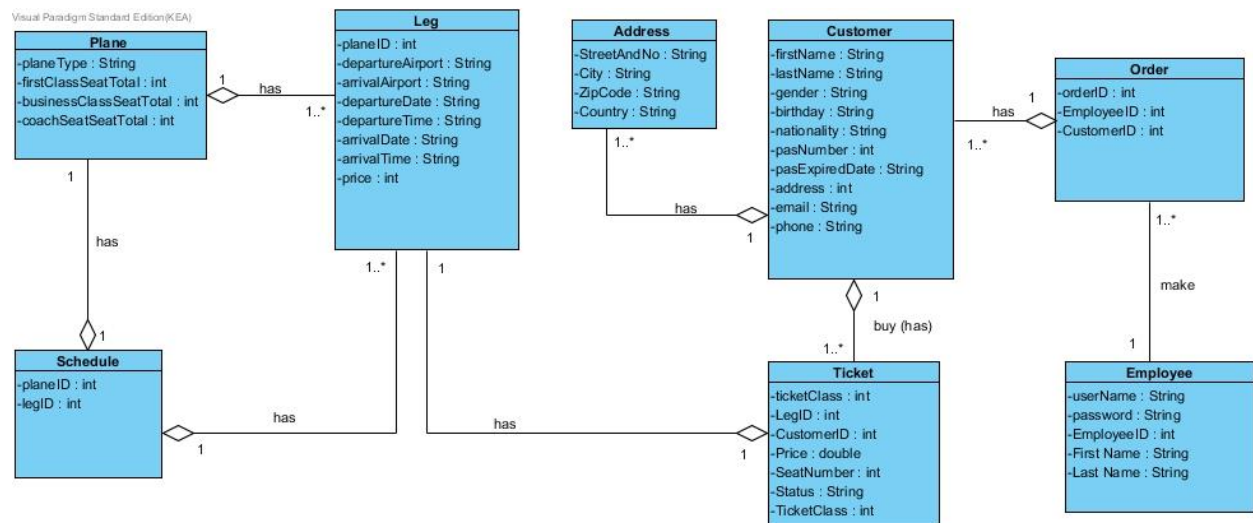 Visual Paradigm Standard Edition(KEA)
Plane
-planeType : String
-firstClassSeatTotal : int
-businessClassSeatTotal : int
-coachSeatSeatTotal : int
1
has
1..*
Leg
-planeID : int
-departureAirport : String
-arrivalAirport : String
-departureDate : String
-departureTime : String
-arrivalDate : String
-arrivalTime : String
-price : int
Address
-StreetAndNo : String
-City : String
-ZipCode : String
-Country : String
1..*
has
1
Customer
-firstName : String
-lastName : String
-gender : String
-birthday : String
-nationality : String
-pasNumber : int
-pasExpiredDate : String
-address : int
-email : String
-phone : String
1
has
1..*
Order
-orderID : int
-EmployeeID : int
-CustomerID : int
1..*
make
1
1
has
1
1..*
has
1
1
has
1
1
buy (has)
1..*
Schedule
-planeID : int
-legID : int
Ticket
-ticketClass : int
-LegID : int
-CustomerID : int
-Price : double
-SeatNumber : int
-Status : String
-TicketClass : int
Employee
-userName : String
-password : String
-EmployeeID : int
-First Name : String
-Last Name : String